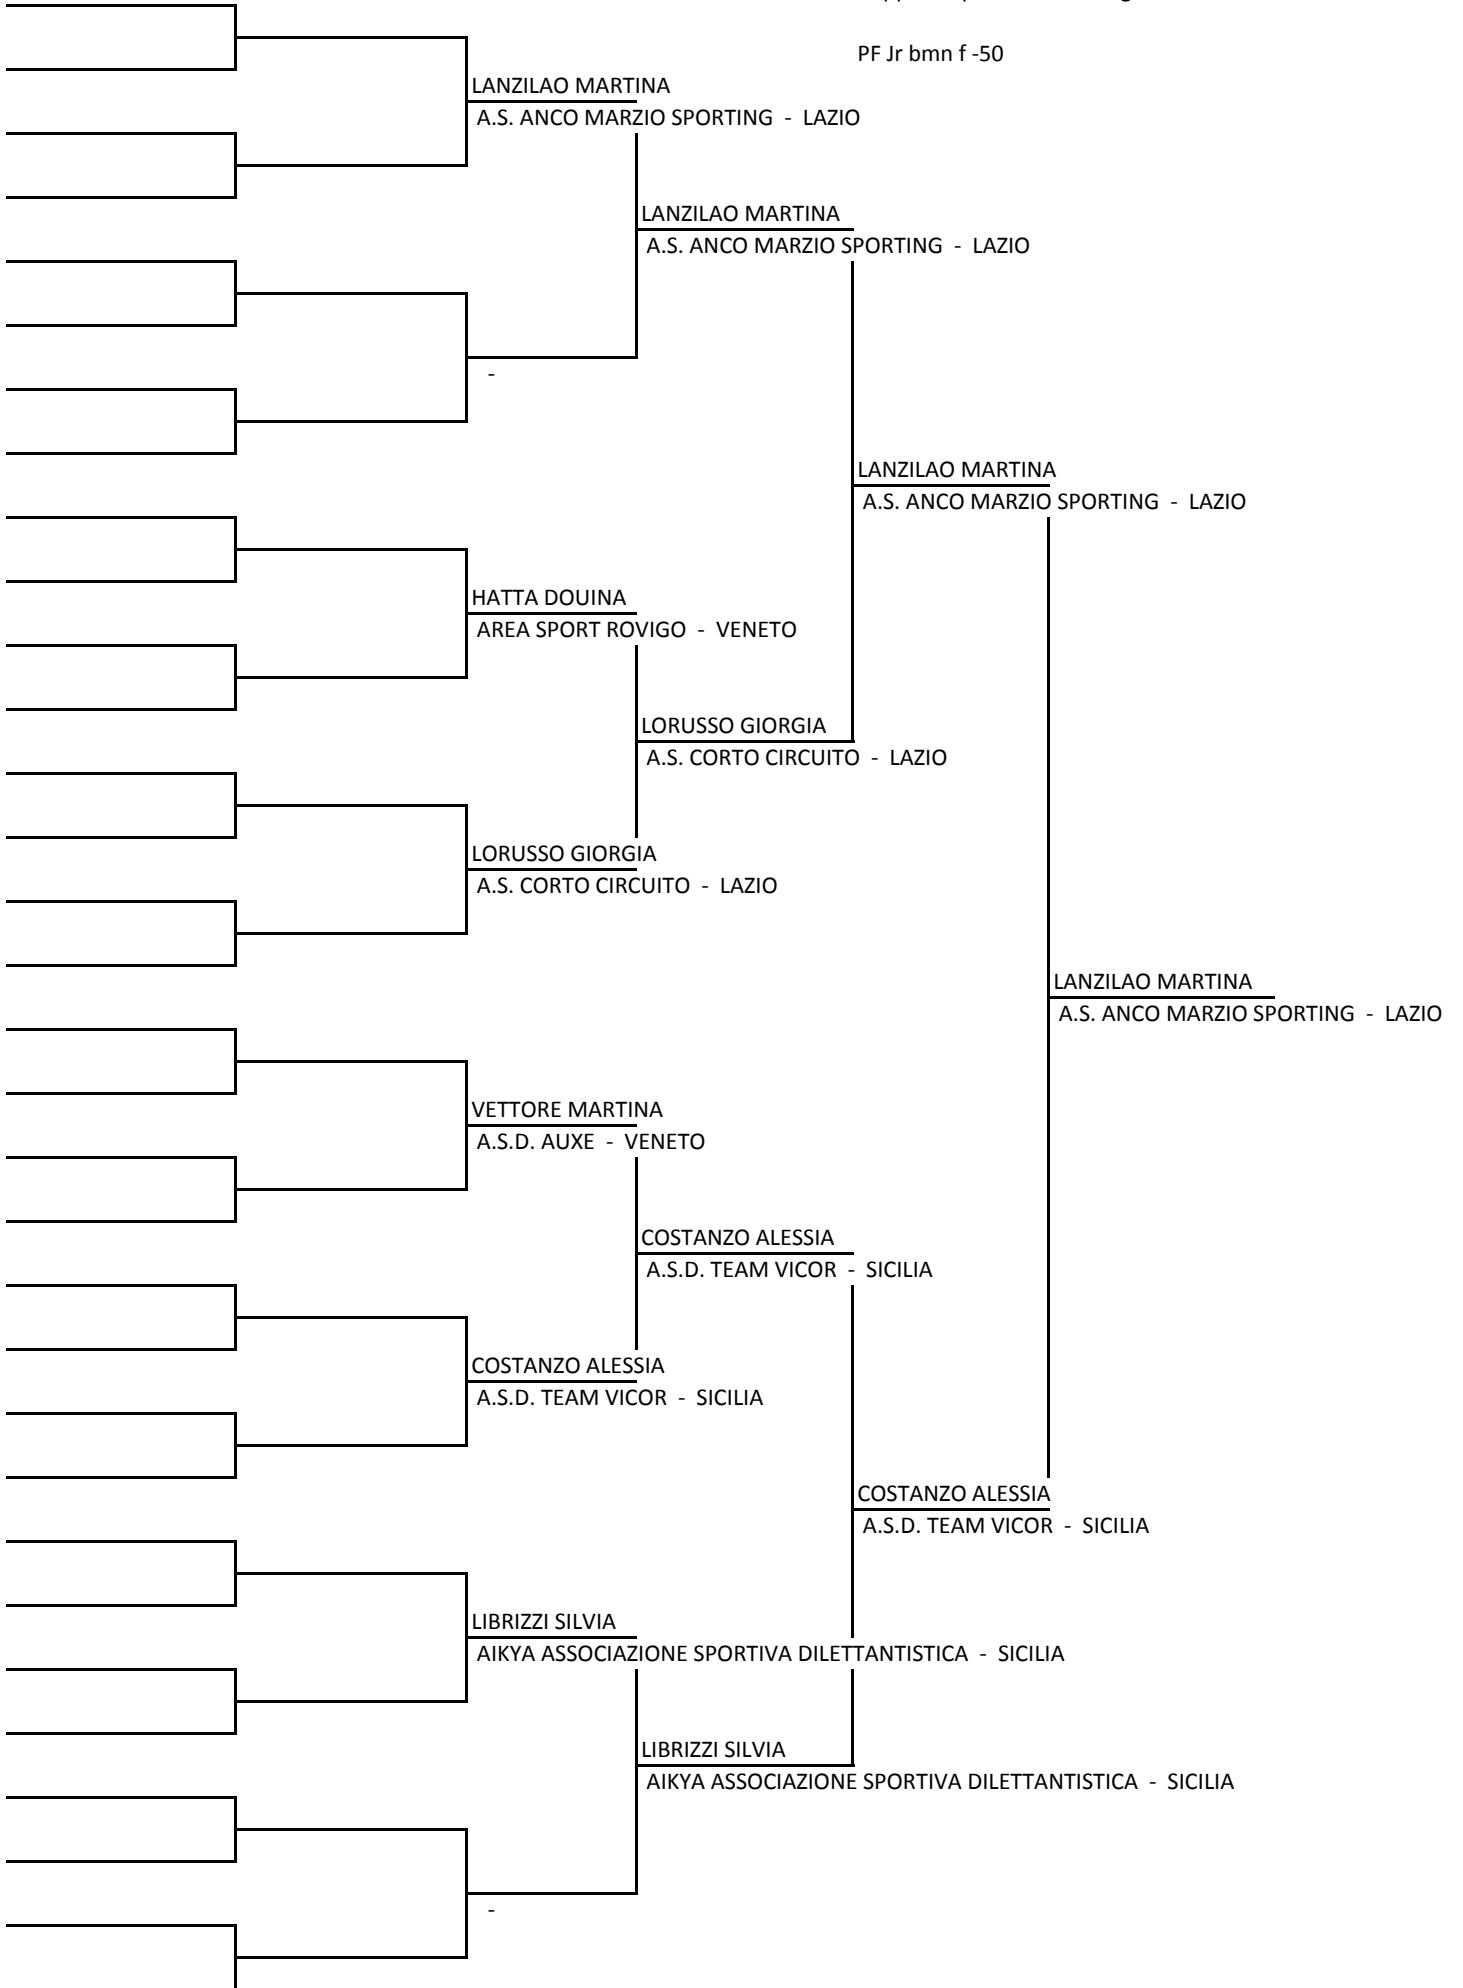 PF Jr bmn f -50
LANZILAO MARTINA
A.S. ANCO MARZIO SPORTING - LAZIO
LANZILAO MARTINA
A.S. ANCO MARZIO SPORTING - LAZIO
-
LANZILAO MARTINA
A.S. ANCO MARZIO SPORTING - LAZIO
HATTA DOUINA
AREA SPORT ROVIGO - VENETO
LORUSSO GIORGIA
A.S. CORTO CIRCUITO - LAZIO
LORUSSO GIORGIA
A.S. CORTO CIRCUITO - LAZIO
LANZILAO MARTINA
A.S. ANCO MARZIO SPORTING - LAZIO
VETTORE MARTINA
A.S.D. AUXE - VENETO
COSTANZO ALESSIA
A.S.D. TEAM VICOR - SICILIA
COSTANZO ALESSIA
A.S.D. TEAM VICOR - SICILIA
COSTANZO ALESSIA
A.S.D. TEAM VICOR - SICILIA
LIBRIZZI SILVIA
AIKYA ASSOCIAZIONE SPORTIVA DILETTANTISTICA - SICILIA
LIBRIZZI SILVIA
AIKYA ASSOCIAZIONE SPORTIVA DILETTANTISTICA - SICILIA
-